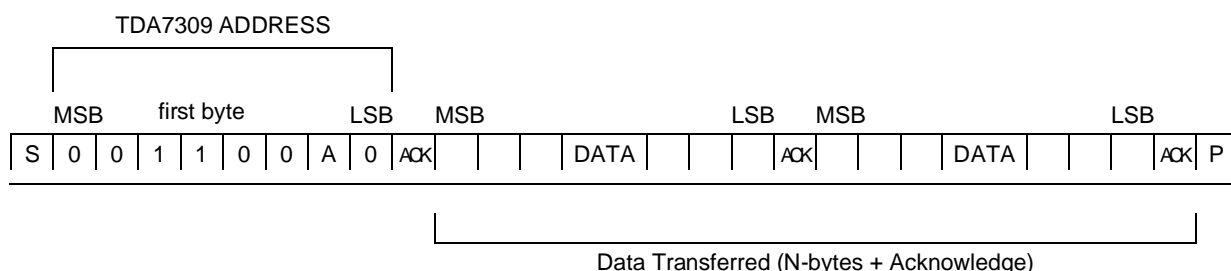 TDA7309 ADDRESS
MSB first byte LSB MSB LSB MSB LSB
S 0 0 1 1 0 0 A 0 ACK DATA ACK DATA ACK P
Data Transferred (N-bytes + Acknowledge)